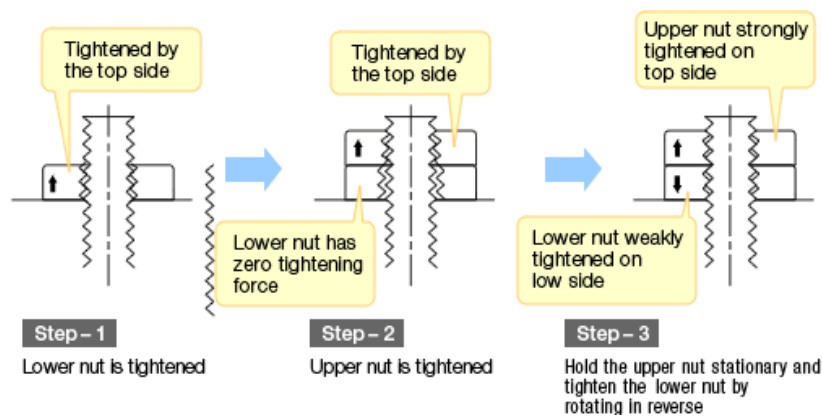 Tightened by
the top side
Tightened by
the top side
Upper nut strongly
tightened on
top side
Lower nut has
zero tightening
force
Lower nut weakly
tightened on
low side
Step–1
Lower nut is tightened
Step–2
Upper nut is tightened
Step–3
Hold the upper nut stationary and
tighten the lower nut by
rotating in reverse